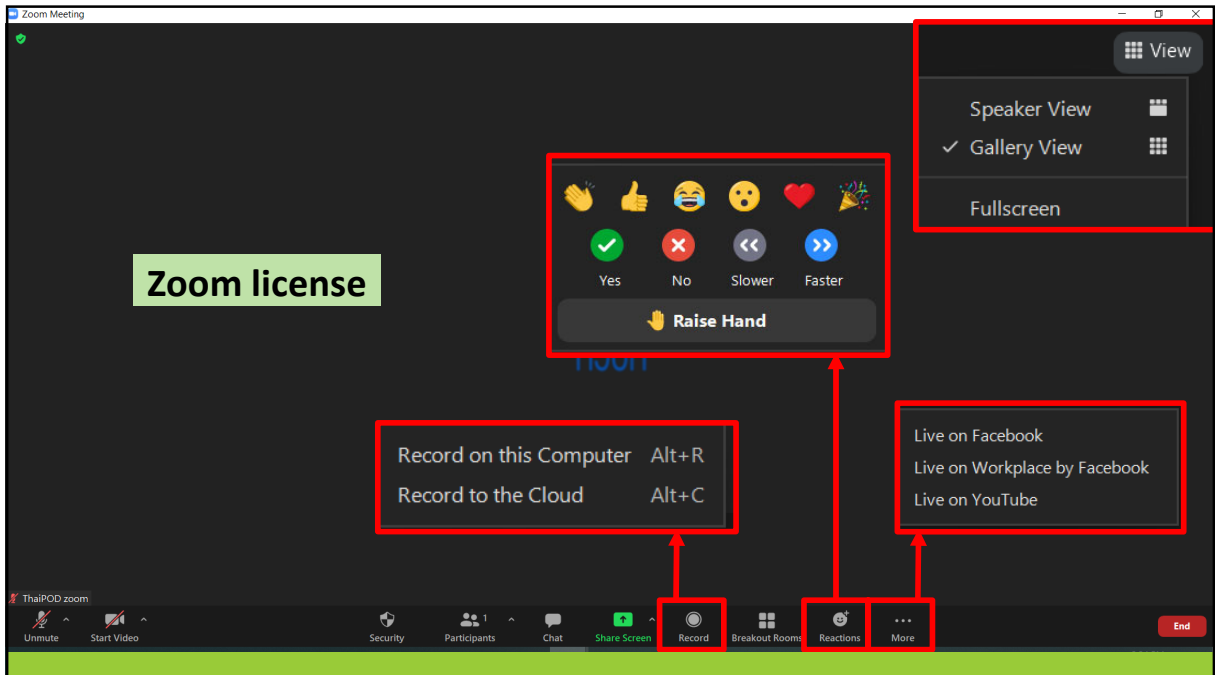 Zoom Meeting
View
Speaker View
Gallery View
Fullscreen
Yes No Slower Faster
Raise Hand
Zoom license
Record on this Computer Alt+R
Record to the Cloud Alt+C
Live on Facebook
Live on Workplace by Facebook
Live on YouTube
ThaiPOD zoom
1
Unmute Start Video Security Participants Chat Share Screen Record Breakout Rooms Reactions More End